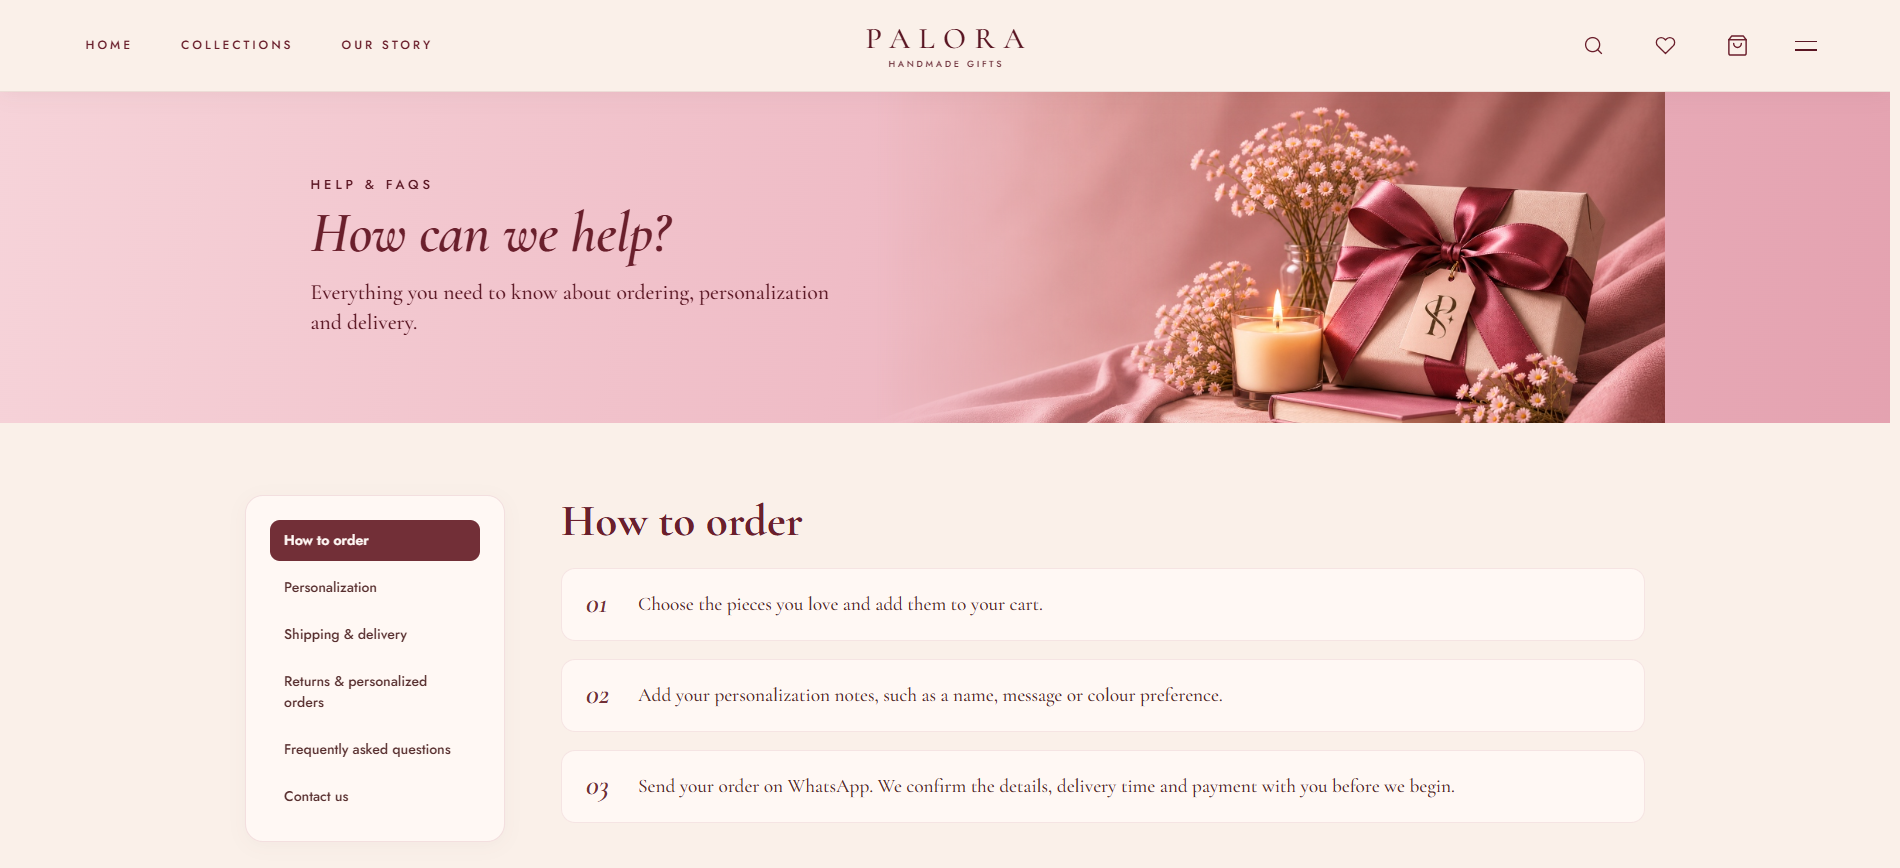 HOME
COLLECTIONS
OUR STORY
PALORA
HANDMADE GIFTS
HELP & FAQS
How can we help?
Everything you need to know about ordering, personalization
and delivery.
How to order
Personalization
Shipping & delivery
Returns & personalized
orders
Frequently asked questions
Contact us
How to order
01 Choose the pieces you love and add them to your cart.
02 Add your personalization notes, such as a name, message or colour preference.
03 Send your order on WhatsApp. We confirm the details, delivery time and payment with you before we begin.